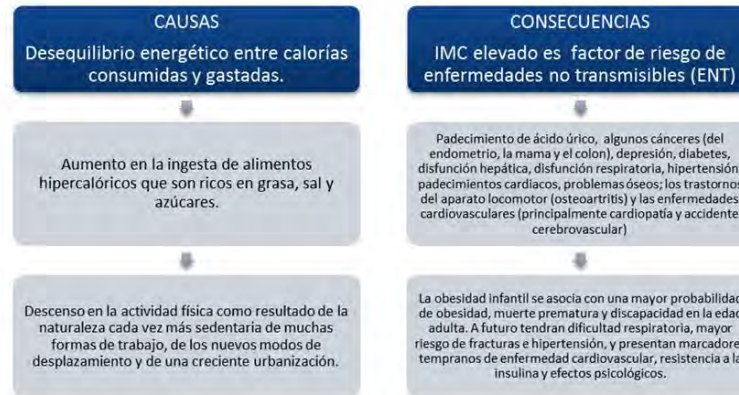 CAUSAS
Desequilibrio energético entre calorías
consumidas y gastadas.
Aumento en la ingesta de alimentos
hipercalóricos que son ricos en grasa, sal y
azúcares.
Descenso en la actividad física como resultado de la
naturaleza cada vez más sedentaria de muchas
formas de trabajo, de los nuevos modos de
desplazamiento y de una creciente urbanización.
CONSECUENCIAS
IMC elevado es factor de riesgo de
enfermedades no transmisibles (ENT)
Padecimiento de ácido úrico, algunos cánceres (del
endometrio, la mama y el colon), depresión, diabetes,
disfunción hepática, disfunción respiratoria, hipertensión
padecimientos cardiacos, problemas óseos; los trastornos
del aparato locomotor (osteoartritis) y las enfermedades
cardiovasculares (principalmente cardiopatía y accidente
cerebrovascular)
La obesidad infantil se asocia con una mayor probabilidad
de obesidad, muerte prematura y discapacidad en la edad
adulta. A futuro tendran dificultad respiratoria, mayor
riesgo de fracturas e hipertensión, y presentan marcadore
tempranos de enfermedad cardiovascular, resistencia a la
insulina y efectos psicológicos.